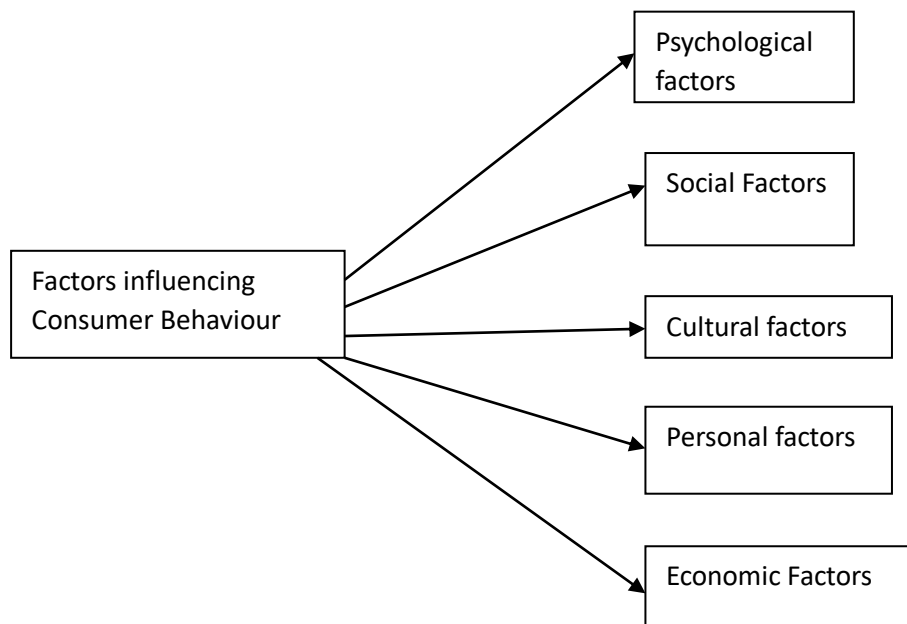 Psychological
factors
Social Factors
Factors influencing
Consumer Behaviour
Cultural factors
Personal factors
Economic Factors